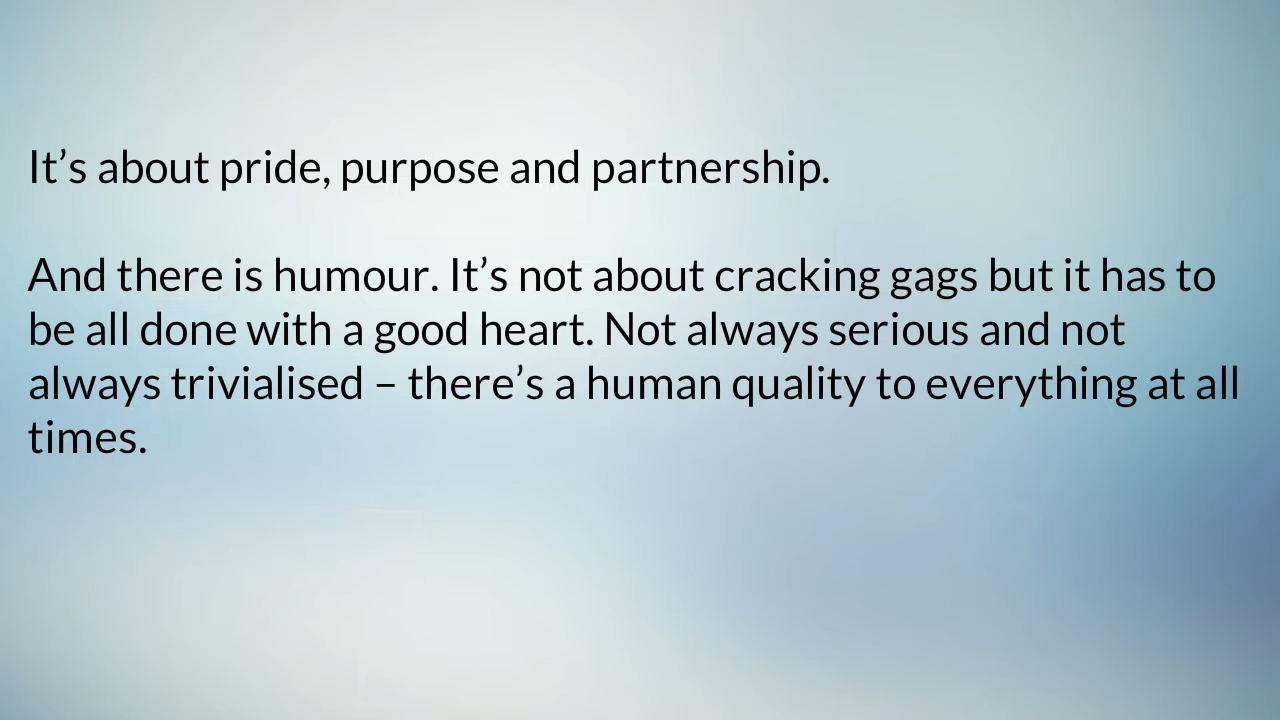 It’s about pride, purpose and partnership.
And there is humour. It’s not about cracking gags but it has to
be all done with a good heart. Not always serious and not
always trivialised – there’s a human quality to everything at all
times.